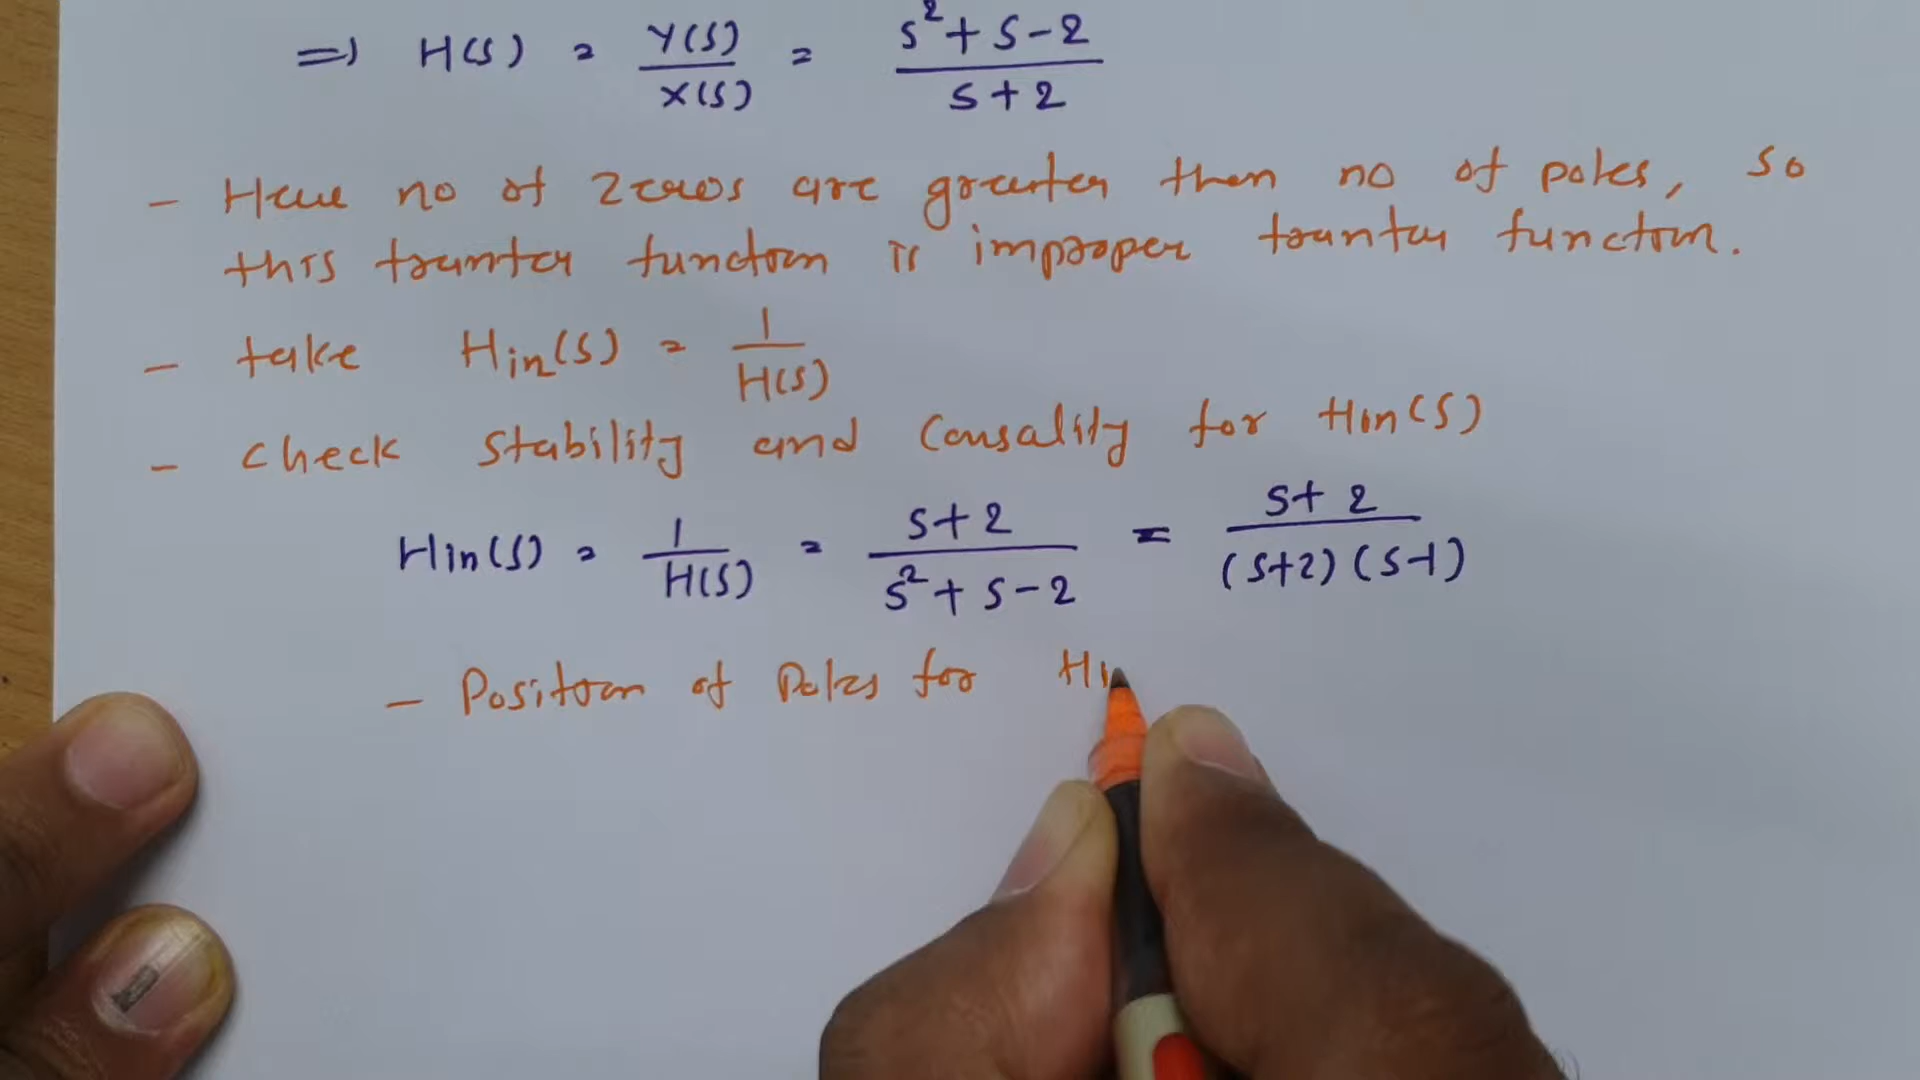 ⇒ H(s) = Y(s)/X(s) = (s²+s-2)/(s+2)
- Here no of zeros are greater then no of poles, so
this transfer function is improper transfer function.
- take Hin(s) = 1/H(s)
- check stability and causality for Hin(s)
Hin(s) = 1/H(s) = (s+2)/(s²+s-2) = (s+2)/((s+2)(s-1))
- Position of Poles for Hi